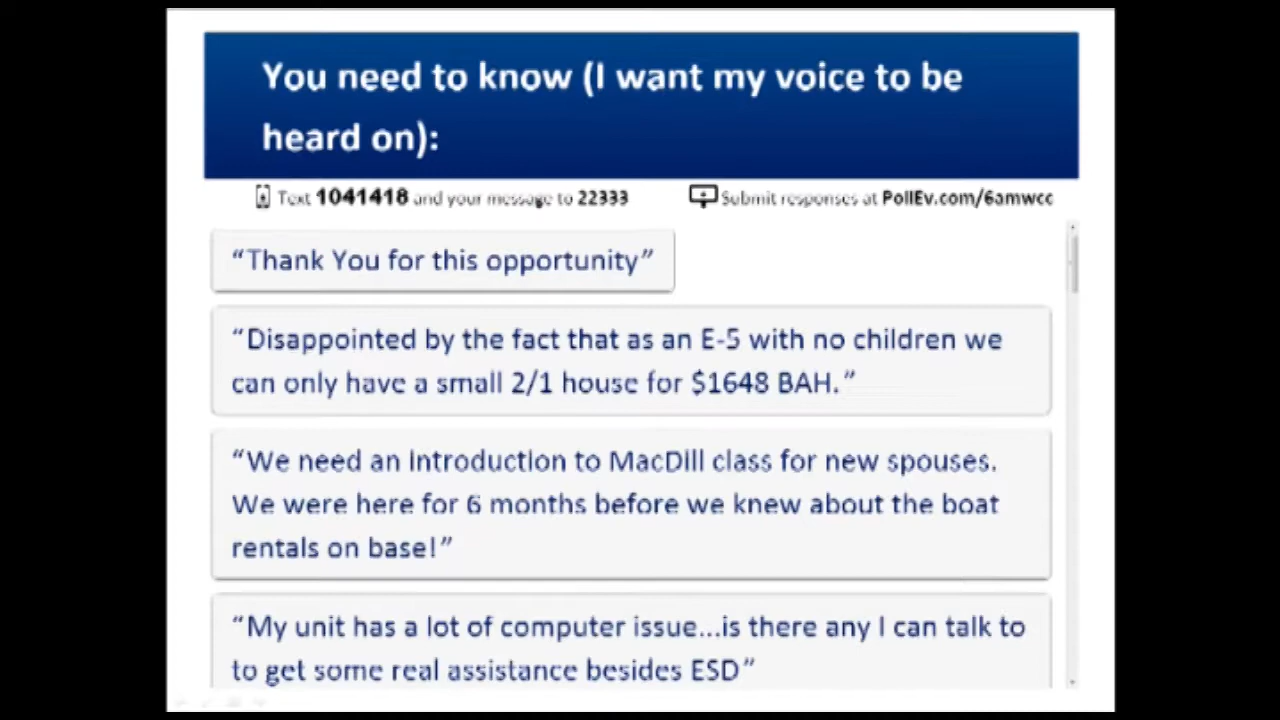 You need to know (I want my voice to be
heard on):
Text 1041418 and your message to 22333
Submit responses at PollEv.com/6amwcc
“Thank You for this opportunity”
“Disappointed by the fact that as an E-5 with no children we
can only have a small 2/1 house for $1648 BAH.”
“We need an introduction to MacDill class for new spouses.
We were here for 6 months before we knew about the boat
rentals on base!”
“My unit has a lot of computer issue...is there any I can talk to
to get some real assistance besides ESD”